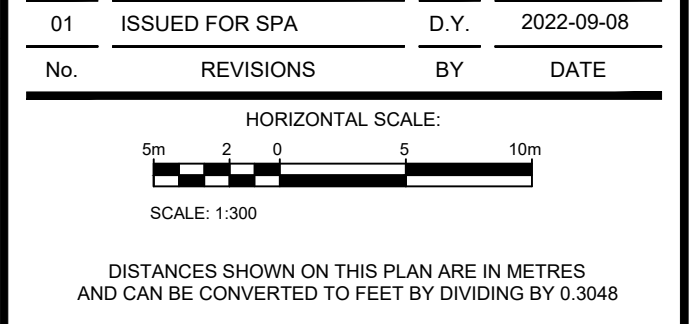 01 ISSUED FOR SPA D.Y. 2022-09-08
No. REVISIONS BY DATE
HORIZONTAL SCALE:
5m 2 0 5 10m
SCALE: 1:300
DISTANCES SHOWN ON THIS PLAN ARE IN METRES
AND CAN BE CONVERTED TO FEET BY DIVIDING BY 0.3048